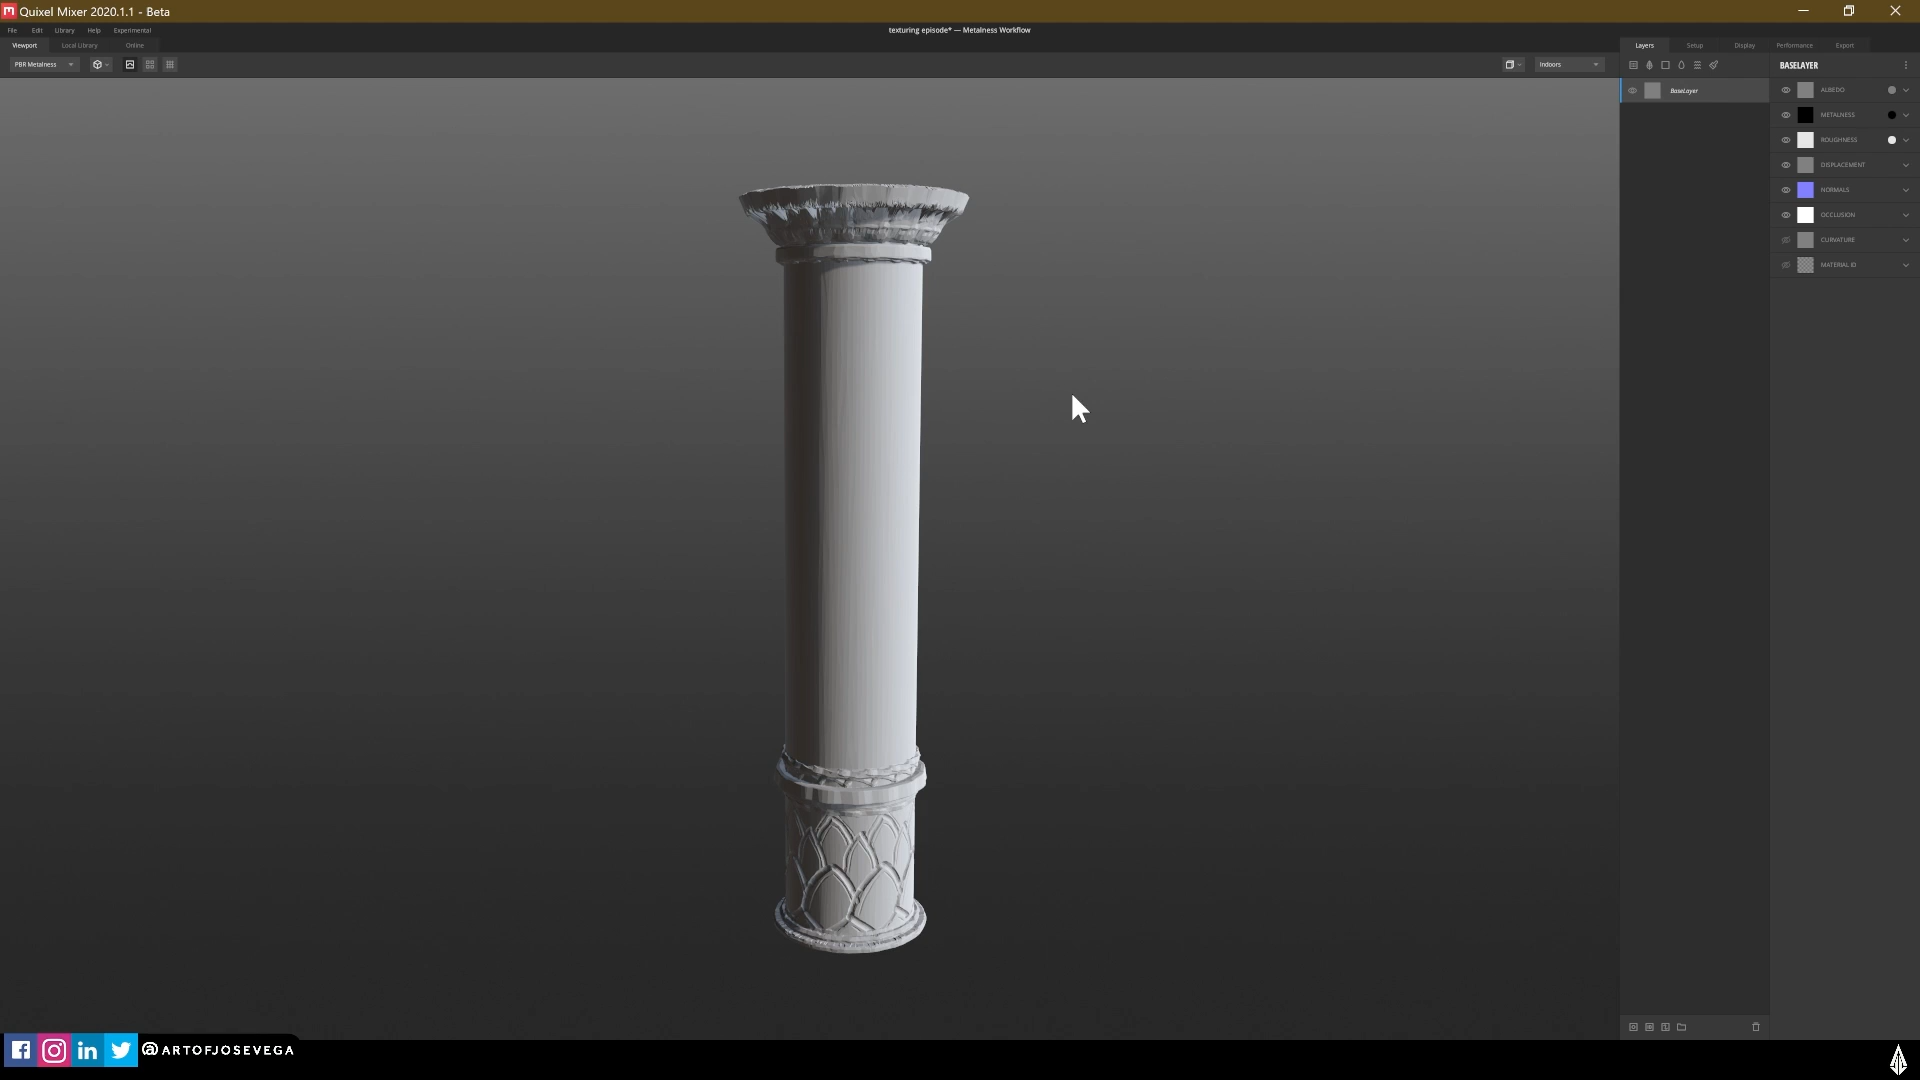 Quixel Mixer 2020.1.1 - Beta
File Edit Library Help Experimental
texturing episode* — Metalness Workflow
Viewport Local Library Online
Layers Setup Display Performance Export
PBR Metalness
Indoors
BASELAYER
BaseLayer
ALBEDO
METALNESS
ROUGHNESS
DISPLACEMENT
NORMALS
OCCLUSION
CURVATURE
MATERIAL ID
@ARTOFJOSEVEGA